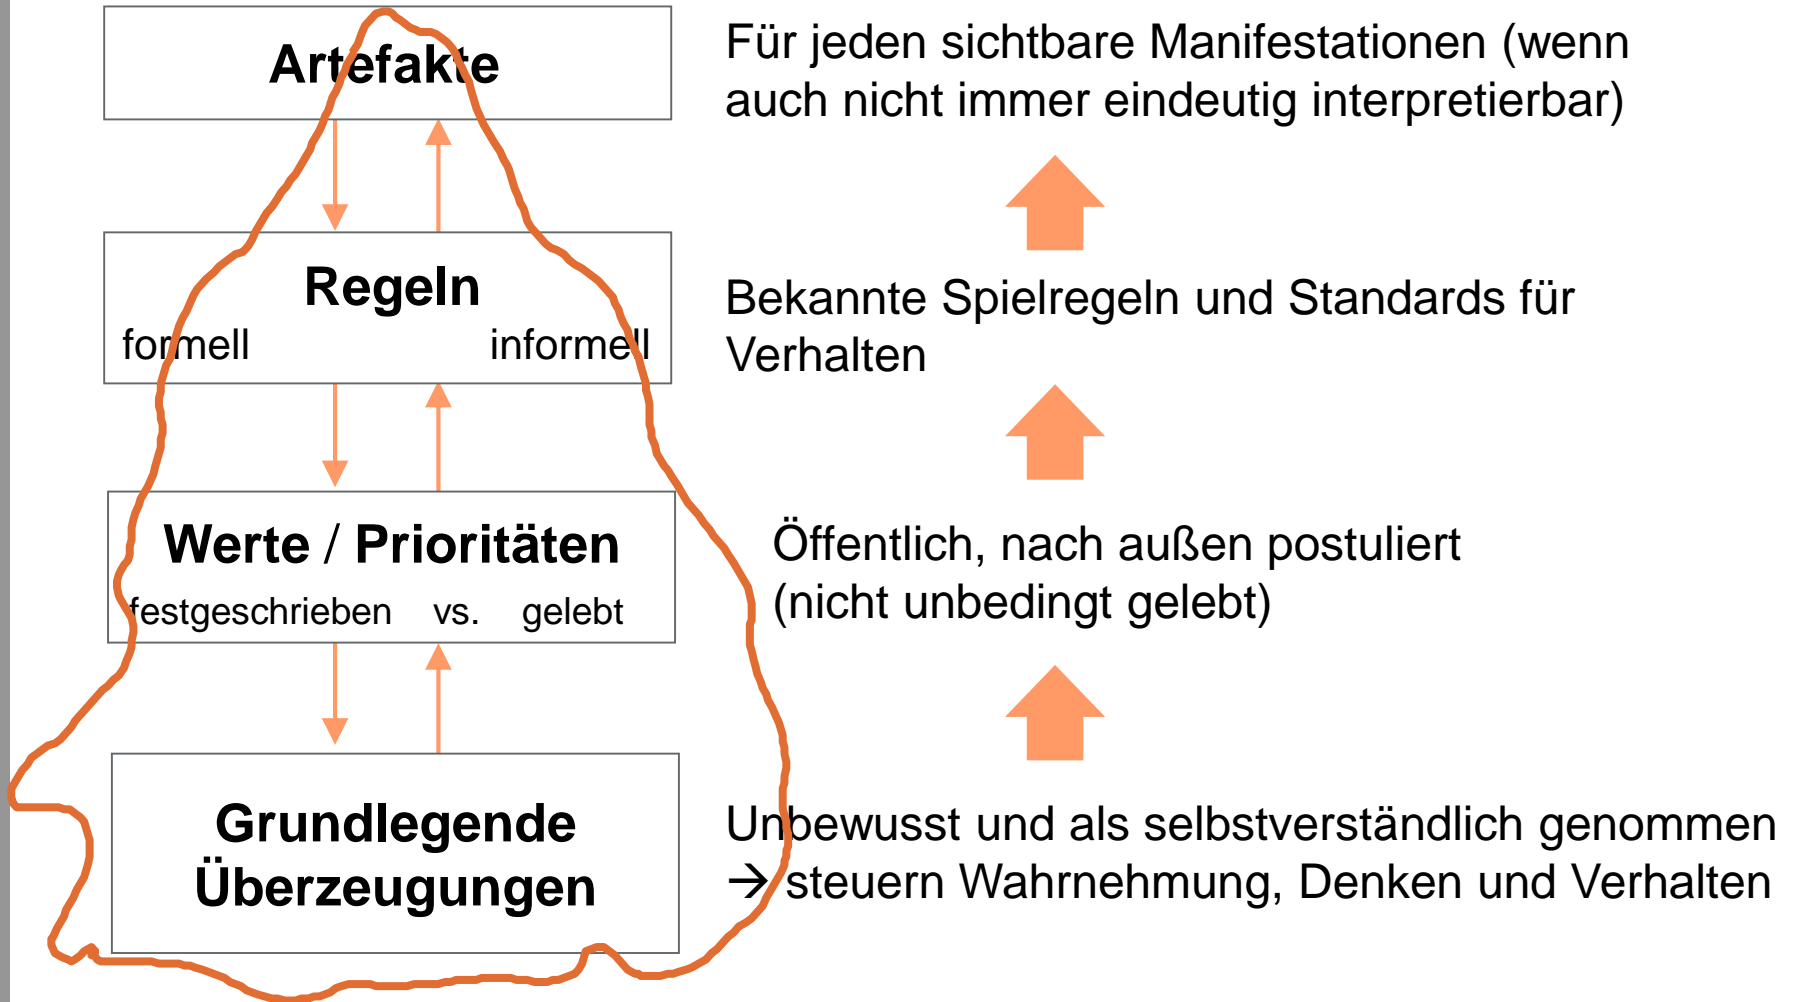 Artefakte
Für jeden sichtbare Manifestationen (wenn
auch nicht immer eindeutig interpretierbar)
Regeln
formell informell
Bekannte Spielregeln und Standards für
Verhalten
Werte / Prioritäten
festgeschrieben vs. gelebt
Öffentlich, nach außen postuliert
(nicht unbedingt gelebt)
Grundlegende
Überzeugungen
Unbewusst und als selbstverständlich genommen
→ steuern Wahrnehmung, Denken und Verhalten